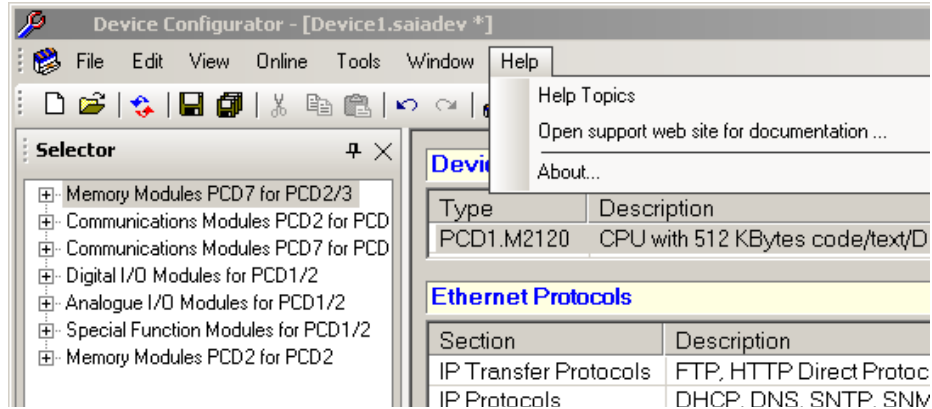 Device Configurator - [Device1.saiadev *]
File Edit View Online Tools Window Help
Help Topics
Open support web site for documentation ...
About...
Selector
Memory Modules PCD7 for PCD2/3
Communications Modules PCD2 for PCD
Communications Modules PCD7 for PCD
Digital I/O Modules for PCD1/2
Analogue I/O Modules for PCD1/2
Special Function Modules for PCD1/2
Memory Modules PCD2 for PCD2
Type Description
PCD1.M2120 CPU with 512 KBytes code/text/D
Ethernet Protocols
Section Description
IP Transfer Protocols FTP, HTTP Direct Protoc
IP Protocols DHCP, DNS, SNTP, SNM